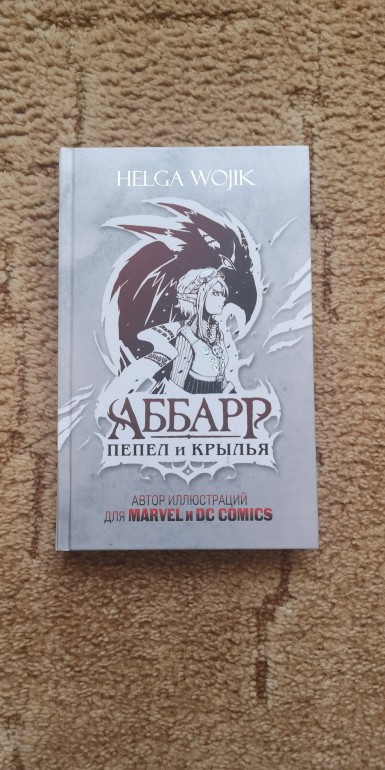 HELGA WOJIK
АББАРР
ПЕПЕЛ И КРЫЛЬЯ
АВТОР ИЛЛЮСТРАЦИЙ
ДЛЯ MARVEL И DC COMICS